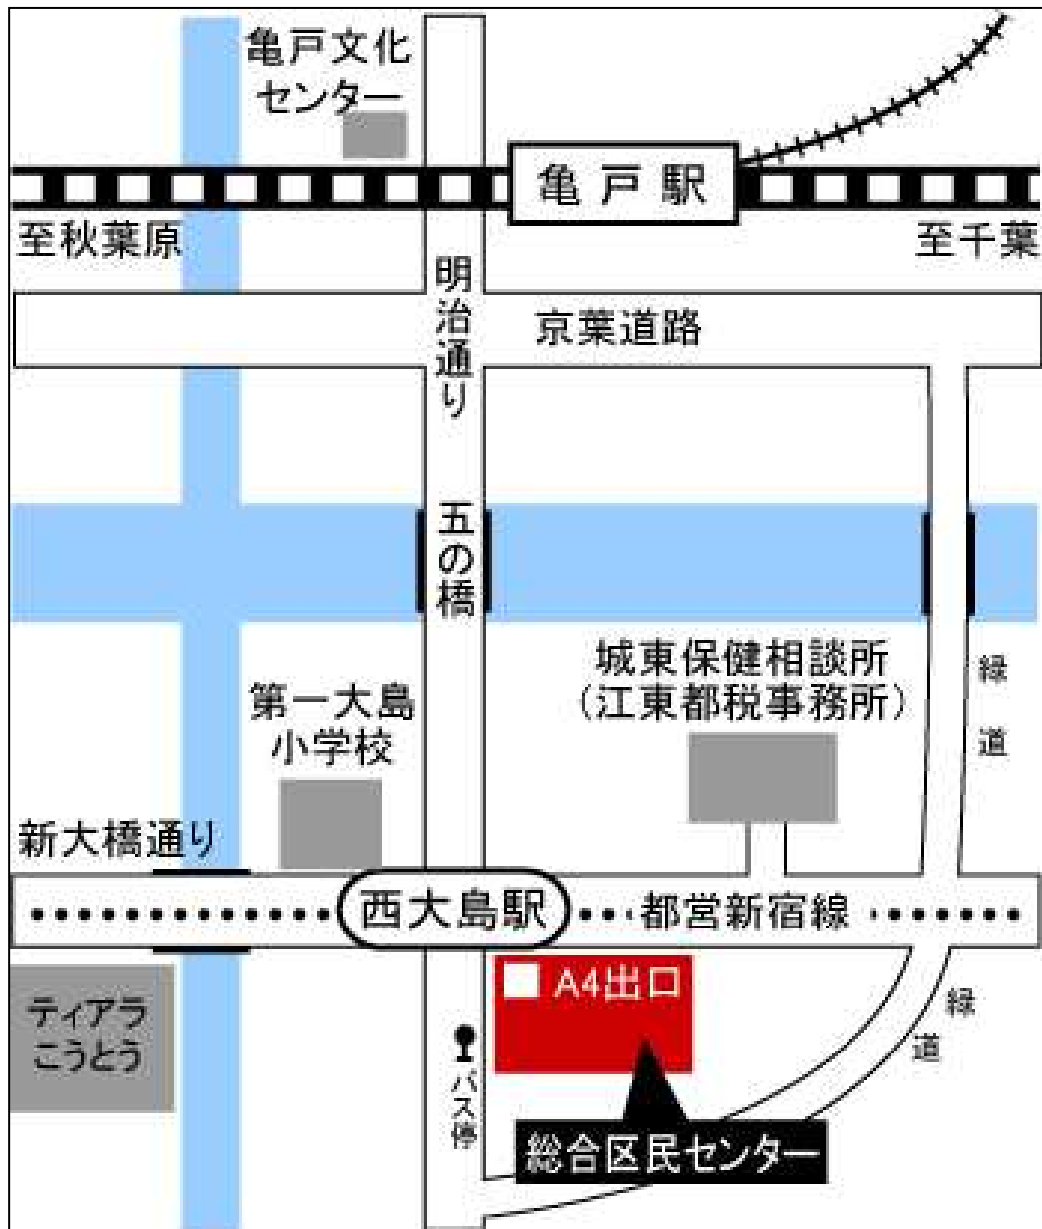 亀戸文化
センター
亀戸駅
至秋葉原
至千葉
明治通り
京葉道路
五の橋
城東保健相談所
（江東都税事務所）
緑道
第一大島
小学校
新大橋通り
西大島駅
都営新宿線
A4出口
ティアラ
こうとう
緑道
バス停
総合区民センター